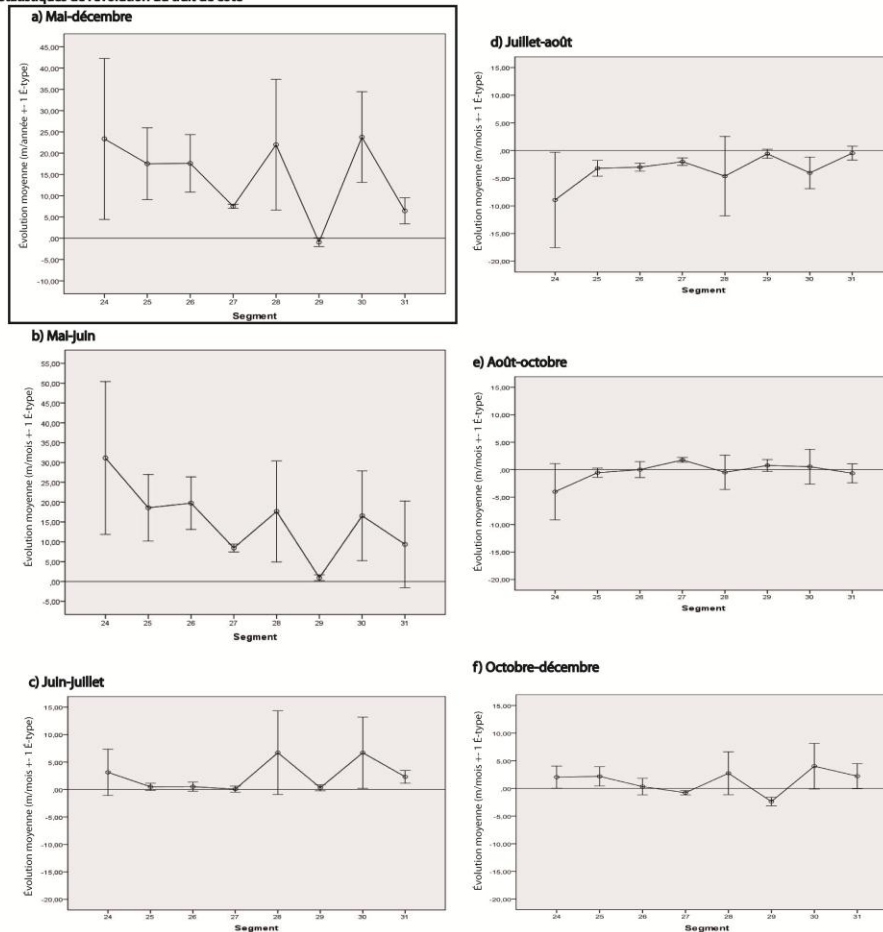 a) Mai-décembre
Évolution moyenne (m/année +- 1 É-type)
45,00
40,00
35,00
30,00
25,00
20,00
15,00
10,00
5,00
,00
-5,00
-10,00
24 25 26 27 28 29 30 31
Segment
b) Mai-juin
Évolution moyenne (m/mois +- 1 É-type)
55,00
50,00
45,00
40,00
35,00
30,00
25,00
20,00
15,00
10,00
5,00
,00
-5,00
24 25 26 27 28 29 30 31
Segment
c) Juin-juillet
Évolution moyenne (m/mois +- 1 É-type)
15,00
10,00
5,00
,00
-5,00
-10,00
-15,00
-20,00
24 25 26 27 28 29 30 31
Segment
d) Juillet-août
Évolution moyenne (m/mois +- 1 É-type)
15,00
10,00
5,00
,00
-5,00
-10,00
-15,00
-20,00
24 25 26 27 28 29 30 31
Segment
e) Août-octobre
Évolution moyenne (m/mois +- 1 É-type)
15,00
10,00
5,00
,00
-5,00
-10,00
-15,00
-20,00
24 25 26 27 28 29 30 31
Segment
f) Octobre-décembre
Évolution moyenne (m/mois +- 1 É-type)
15,00
10,00
5,00
,00
-5,00
-10,00
-15,00
-20,00
24 25 26 27 28 29 30 31
Segment